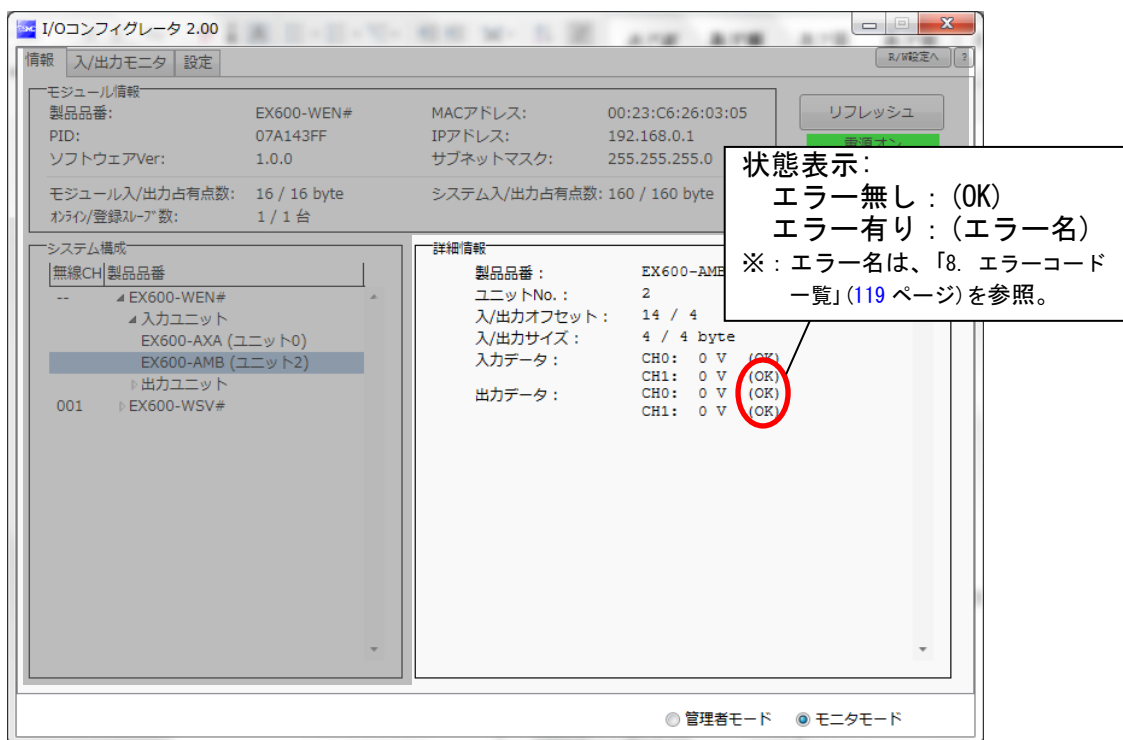 I/Oコンフィグレータ 2.00
情報 入/出力モニタ 設定 R/W設定へ ?
モジュール情報
製品品番: EX600-WEN# MACアドレス: 00:23:C6:26:03:05 リフレッシュ
PID: 07A143FF IPアドレス: 192.168.0.1 電源オン
ソフトウェアVer: 1.0.0 サブネットマスク: 255.255.255.0
モジュール入/出力占有点数: 16 / 16 byte システム入/出力占有点数: 160 / 160 byte
オンライン/登録スレーブ数: 1 / 1 台
状態表示:
エラー無し：(OK)
エラー有り：(エラー名)
※：エラー名は、「8. エラーコード
一覧」(119 ページ)を参照。
システム構成
無線CH 製品品番
-- EX600-WEN#
入力ユニット
EX600-AXA (ユニット0)
EX600-AMB (ユニット2)
出力ユニット
001 EX600-WSV#
詳細情報
製品品番： EX600-AMB
ユニットNo.： 2
入/出力オフセット： 14 / 4
入/出力サイズ： 4 / 4 byte
入力データ： CH0: 0 V (OK)
CH1: 0 V (OK)
出力データ： CH0: 0 V (OK)
CH1: 0 V (OK)
管理者モード モニタモード